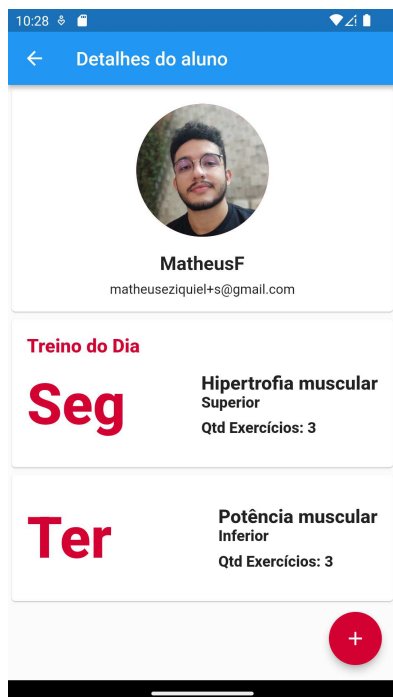 10:28
Detalhes do aluno
MatheusF
matheuseziquiel+s@gmail.com
Treino do Dia
Seg
Hipertrofia muscular
Superior
Qtd Exercícios: 3
Ter
Potência muscular
Inferior
Qtd Exercícios: 3
+